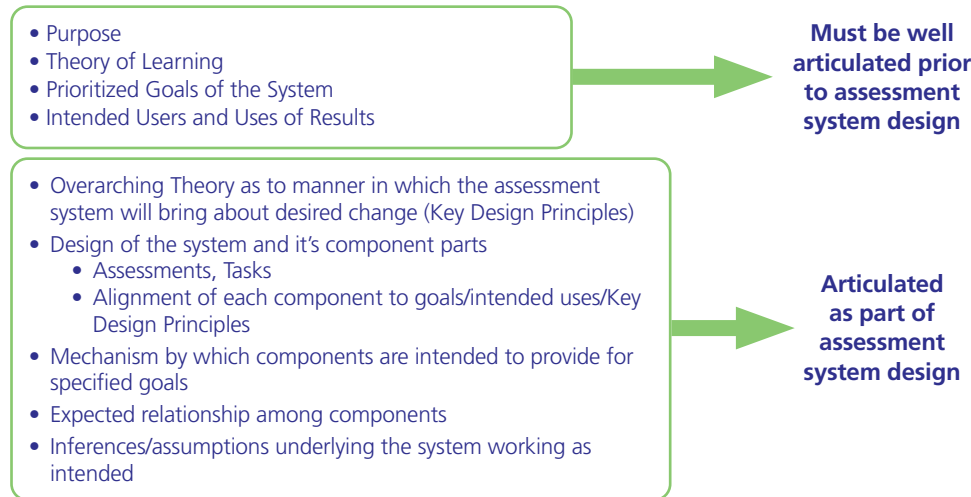 • Purpose
• Theory of Learning
• Prioritized Goals of the System
• Intended Users and Uses of Results
Must be well
articulated prior
to assessment
system design
• Overarching Theory as to manner in which the assessment
system will bring about desired change (Key Design Principles)
• Design of the system and it's component parts
• Assessments, Tasks
• Alignment of each component to goals/intended uses/Key
Design Principles
• Mechanism by which components are intended to provide for
specified goals
• Expected relationship among components
• Inferences/assumptions underlying the system working as
intended
Articulated
as part of
assessment
system design